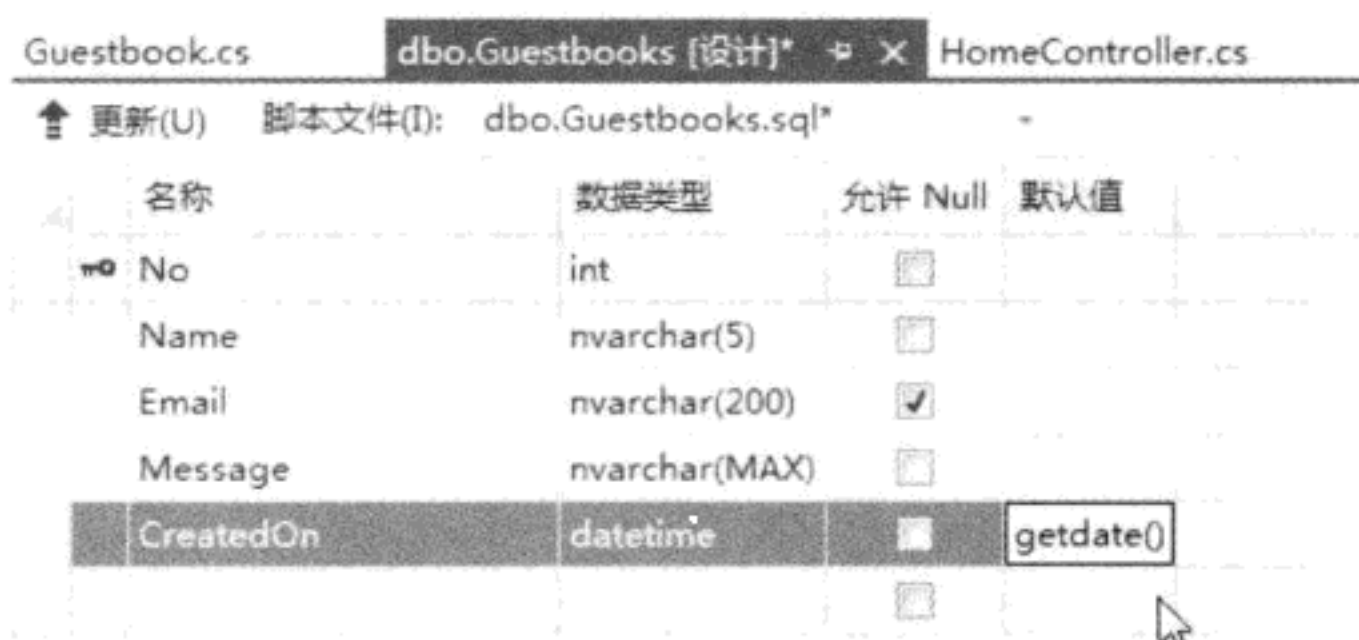 Guestbook.cs dbo.Guestbooks [设计]* HomeController.cs
更新(U) 脚本文件(I): dbo.Guestbooks.sql*
名称 数据类型 允许 Null 默认值
No int
Name nvarchar(5)
Email nvarchar(200)
Message nvarchar(MAX)
CreatedOn datetime getdate()